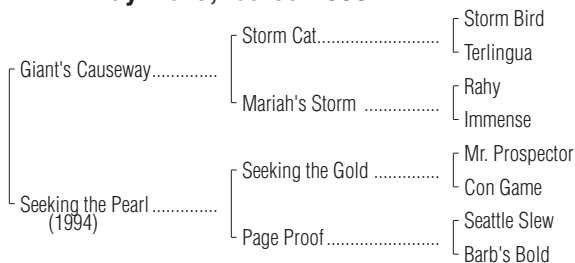 Storm Bird
Storm Cat........................
Terlingua
Giant's Causeway.............
Rahy
Mariah's Storm ...............
Immense
Mr. Prospector
Seeking the Gold .............
Con Game
Seeking the Pearl.............
(1994)
Seattle Slew
Page Proof......................
Barb's Bold